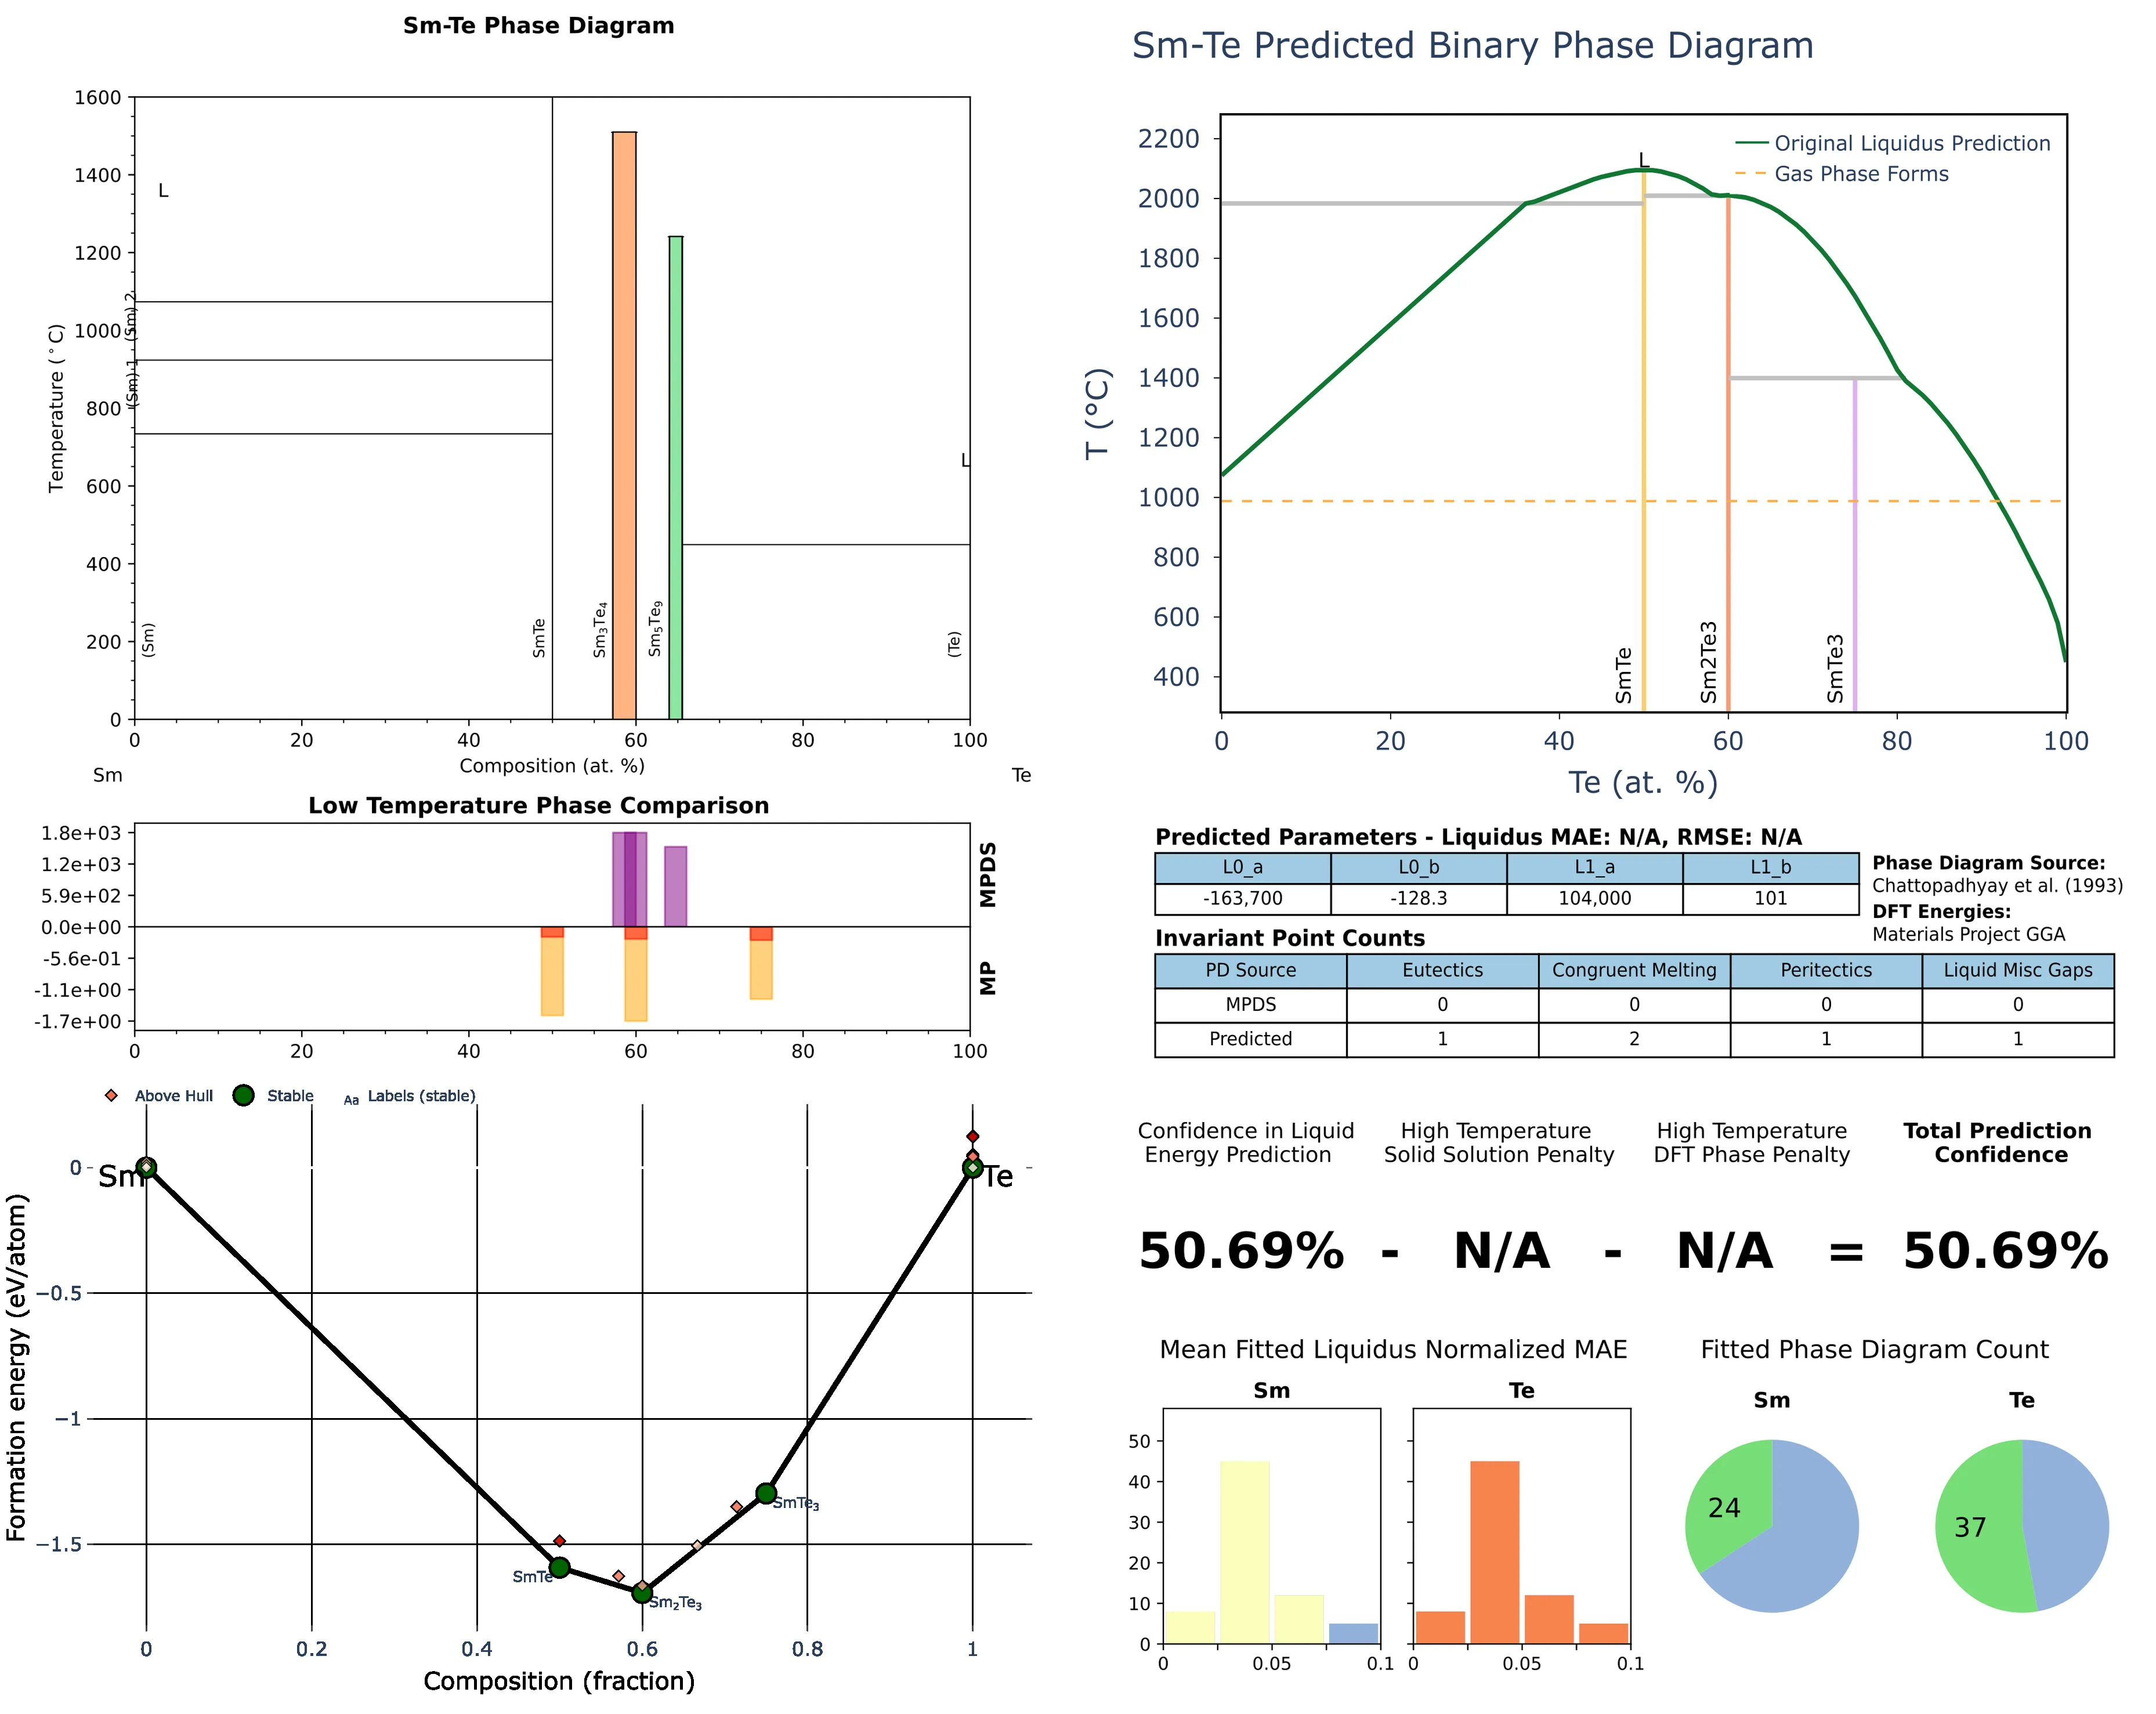 Sm-Te Phase Diagram
1600
1400
1200
1000
800
600
400
200
0
Temperature (°C)
L
(Sm) 2
(Sm) 1
(Sm)
SmTe
Sm₃Te₄
Sm₅Te₉
L
(Te)
0 20 40 60 80 100
Sm Composition (at. %) Te
Low Temperature Phase Comparison
1.8e+03
1.2e+03
5.9e+02
0.0e+00
-5.6e-01
-1.1e+00
-1.7e+00
MPDS
MP
0 20 40 60 80 100
Above Hull Stable Aa Labels (stable)
0
−0.5
−1
−1.5
Formation energy (eV/atom)
Sm
Te
SmTe
Sm₂Te₃
SmTe₃
0 0.2 0.4 0.6 0.8 1
Composition (fraction)
Sm-Te Predicted Binary Phase Diagram
2200
2000
1800
1600
1400
1200
1000
800
600
400
T (°C)
L
Original Liquidus Prediction
Gas Phase Forms
SmTe
Sm2Te3
SmTe3
0 20 40 60 80 100
Te (at. %)
Predicted Parameters - Liquidus MAE: N/A, RMSE: N/A
L0_a L0_b L1_a L1_b
-163,700 -128.3 104,000 101
Phase Diagram Source:
Chattopadhyay et al. (1993)
DFT Energies:
Materials Project GGA
Invariant Point Counts
PD Source Eutectics Congruent Melting Peritectics Liquid Misc Gaps
MPDS 0 0 0 0
Predicted 1 2 1 1
Confidence in Liquid
Energy Prediction
High Temperature
Solid Solution Penalty
High Temperature
DFT Phase Penalty
Total Prediction
Confidence
50.69% - N/A - N/A = 50.69%
Mean Fitted Liquidus Normalized MAE
Sm Te
50
40
30
20
10
0
0 0.05 0.1 0 0.05 0.1
Fitted Phase Diagram Count
Sm Te
24 37